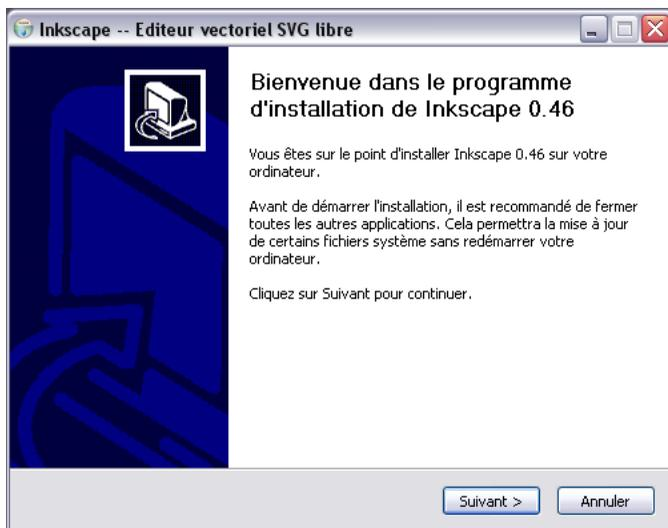 Inkscape -- Editeur vectoriel SVG libre
Bienvenue dans le programme
d'installation de Inkscape 0.46
Vous êtes sur le point d'installer Inkscape 0.46 sur votre
ordinateur.
Avant de démarrer l'installation, il est recommandé de fermer
toutes les autres applications. Cela permettra la mise à jour
de certains fichiers système sans redémarrer votre
ordinateur.
Cliquez sur Suivant pour continuer.
Suivant >
Annuler